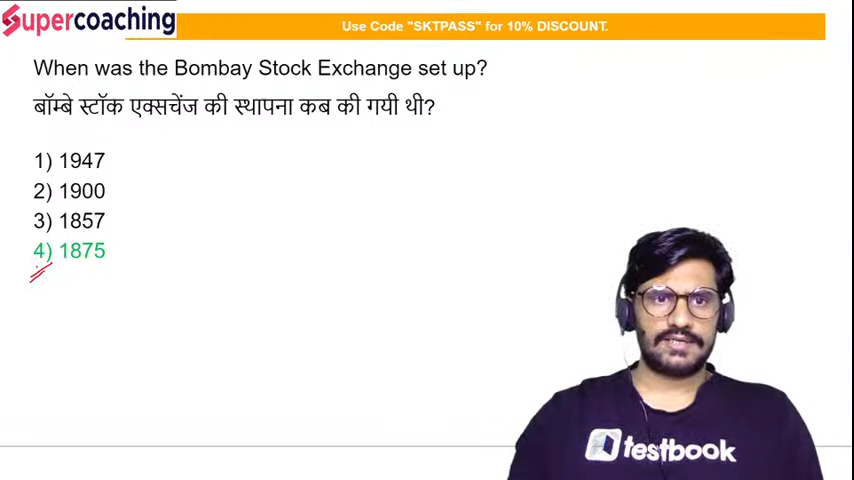 Supercoaching
Use Code "SKTPASS" for 10% DISCOUNT.
When was the Bombay Stock Exchange set up?
बॉम्बे स्टॉक एक्सचेंज की स्थापना कब की गयी थी?
1) 1947
2) 1900
3) 1857
4) 1875
testbook